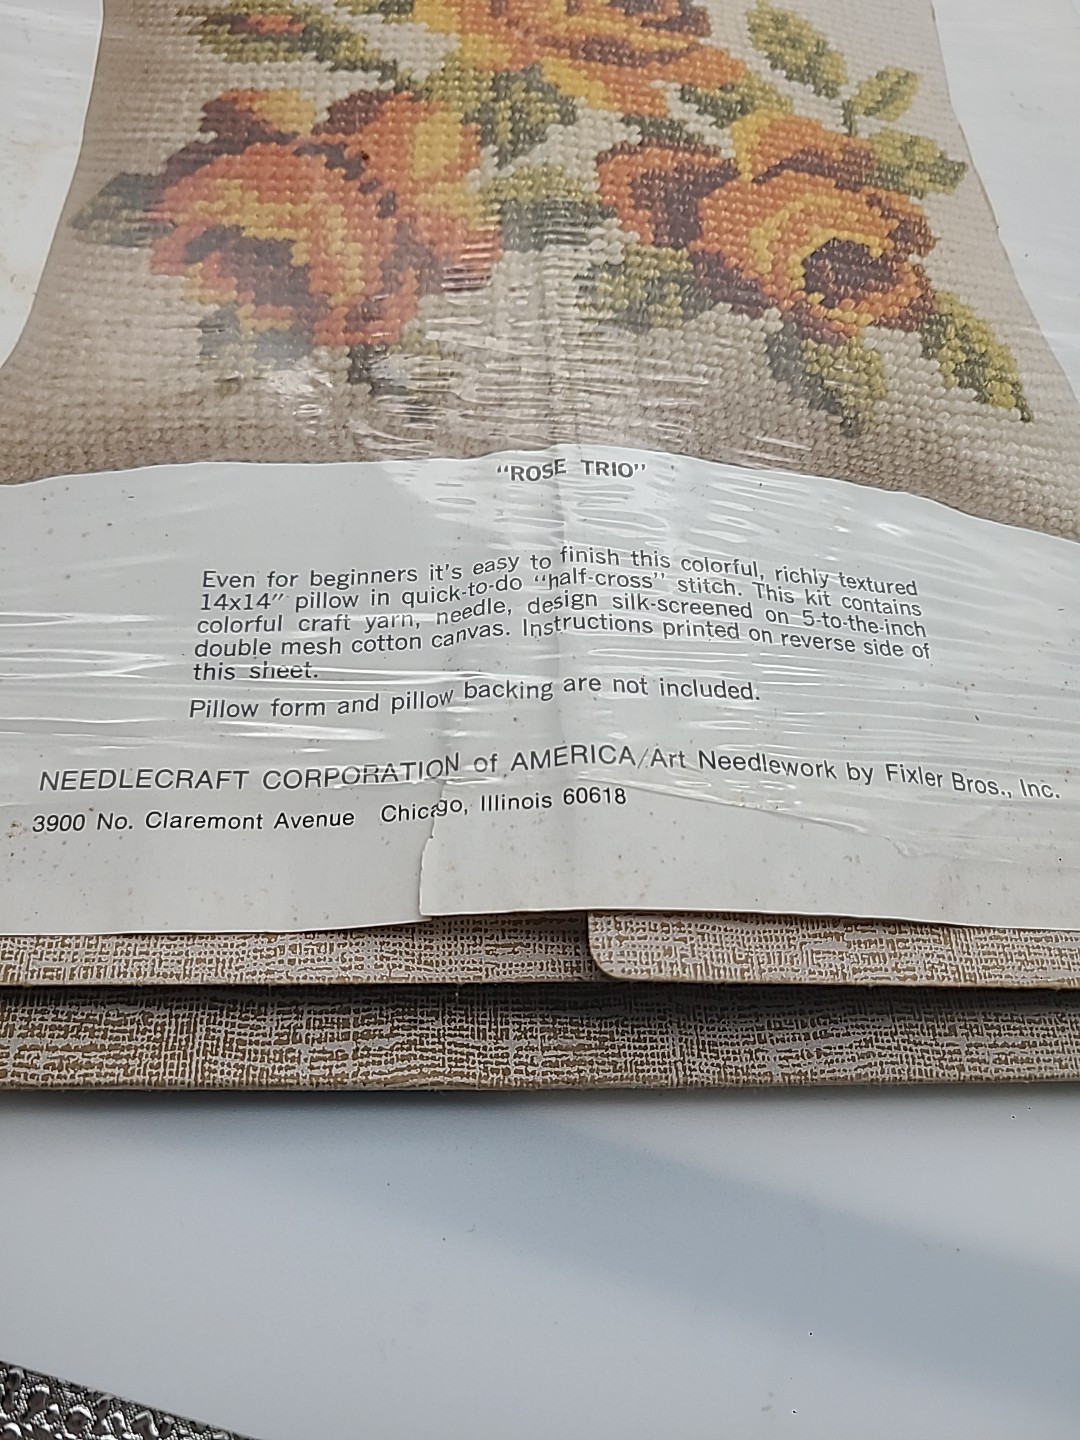 “ROSE TRIO”
Even for beginners it's easy to finish this colorful, richly textured
14x14” pillow in quick-to-do “half-cross” stitch. This kit contains
colorful craft yarn, needle, design silk-screened on 5-to-the-inch
double mesh cotton canvas. Instructions printed on reverse side of
this sheet.
Pillow form and pillow backing are not included.
NEEDLECRAFT CORPORATION of AMERICA/Art Needlework by Fixler Bros., Inc.
3900 No. Claremont Avenue Chicago, Illinois 60618